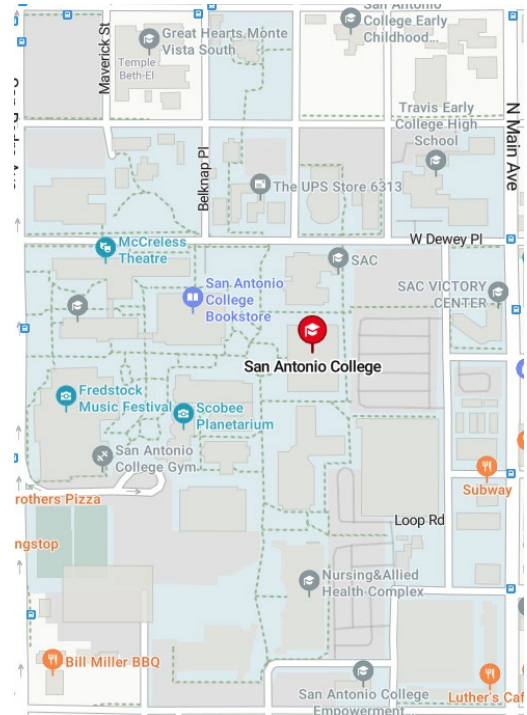 San Antonio
College Early
Childhood...
Great Hearts Monte
Vista South
Maverick St
Temple
Beth-El
Travis Early
College High
School
N Main Ave
Belknap Pl
The UPS Store 6313
W Dewey Pl
McCreless
Theatre
SAC
San Antonio
College
Bookstore
SAC VICTORY
CENTER
San Antonio College
Fredstock
Music Festival
Scobee
Planetarium
San Antonio
College Gym
Subway
rothers Pizza
Loop Rd
ngstop
Nursing&Allied
Health Complex
Bill Miller BBQ
San Antonio College
Empowerment
Luther's Caf